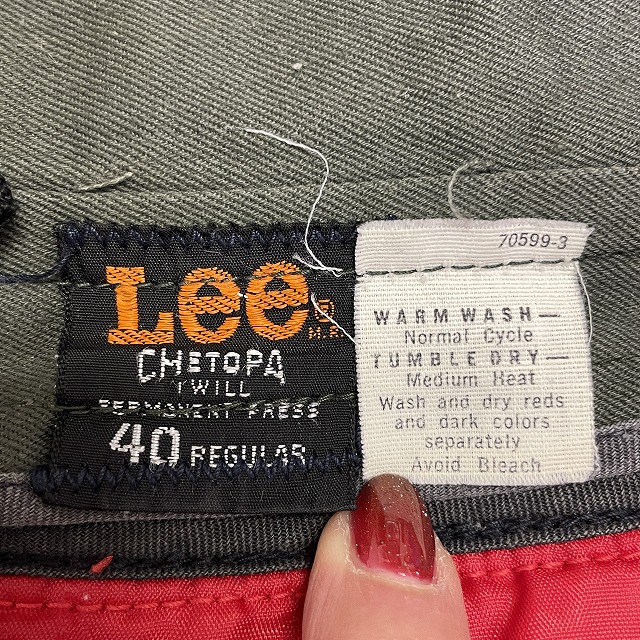 Lee®
M.R.
CHETOPA
TWILL
PERMANENT PRESS
40 REGULAR
70599-3
WARM WASH—
Normal Cycle
TUMBLE DRY—
Medium Heat
Wash and dry reds
and dark colors
separately
Avoid Bleach